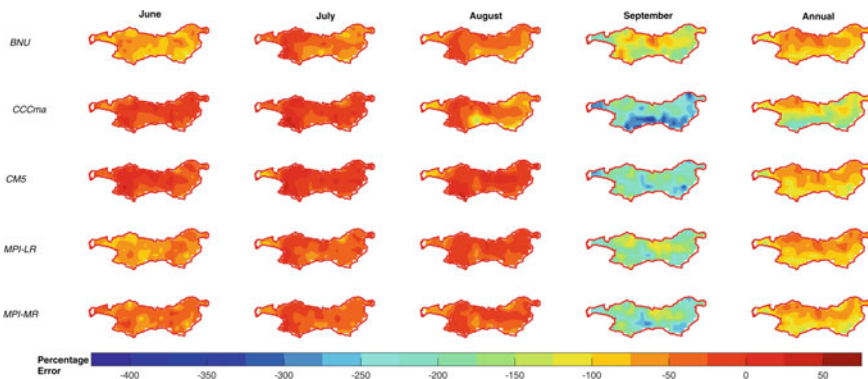 June July August September Annual
BNU
CCCma
CM5
MPI-LR
MPI-MR
Percentage
Error
-400 -350 -300 -250 -200 -150 -100 -50 0 50